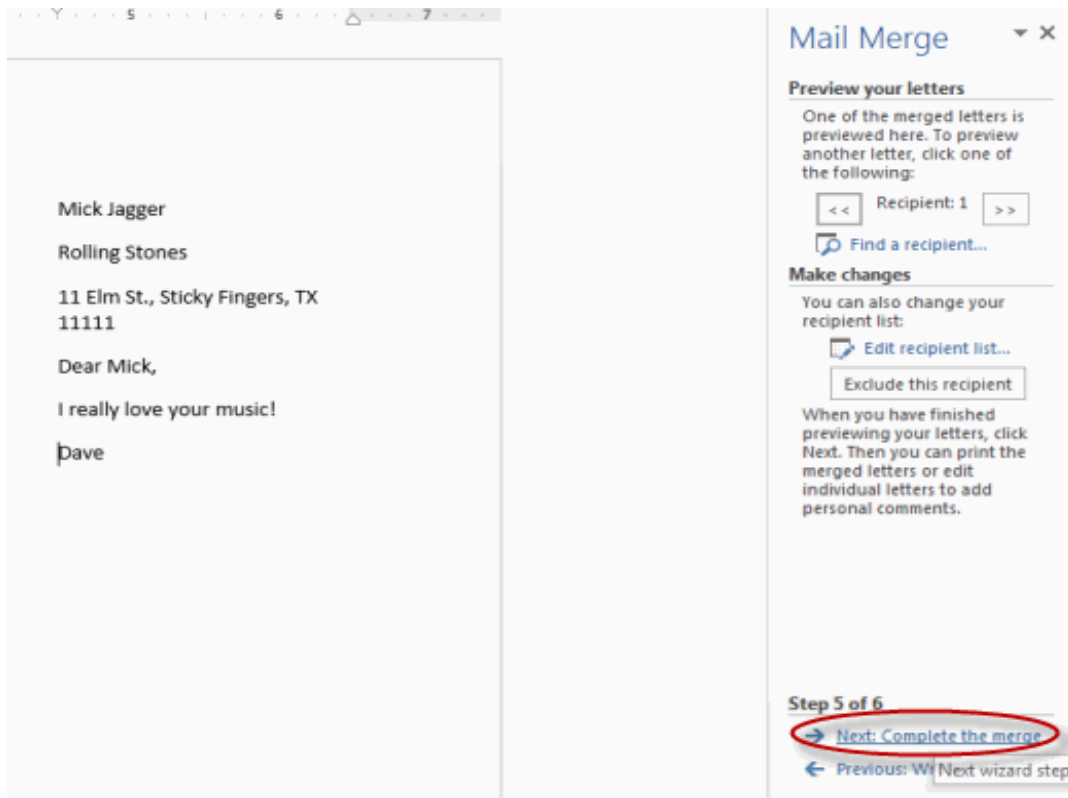 5 6 7
Mick Jagger
Rolling Stones
11 Elm St., Sticky Fingers, TX
11111
Dear Mick,
I really love your music!
Dave
Mail Merge
Preview your letters
One of the merged letters is
previewed here. To preview
another letter, click one of
the following:
<< Recipient: 1 >>
Find a recipient...
Make changes
You can also change your
recipient list:
Edit recipient list...
Exclude this recipient
When you have finished
previewing your letters, click
Next. Then you can print the
merged letters or edit
individual letters to add
personal comments.
Step 5 of 6
Next: Complete the merge
Previous: Next wizard step